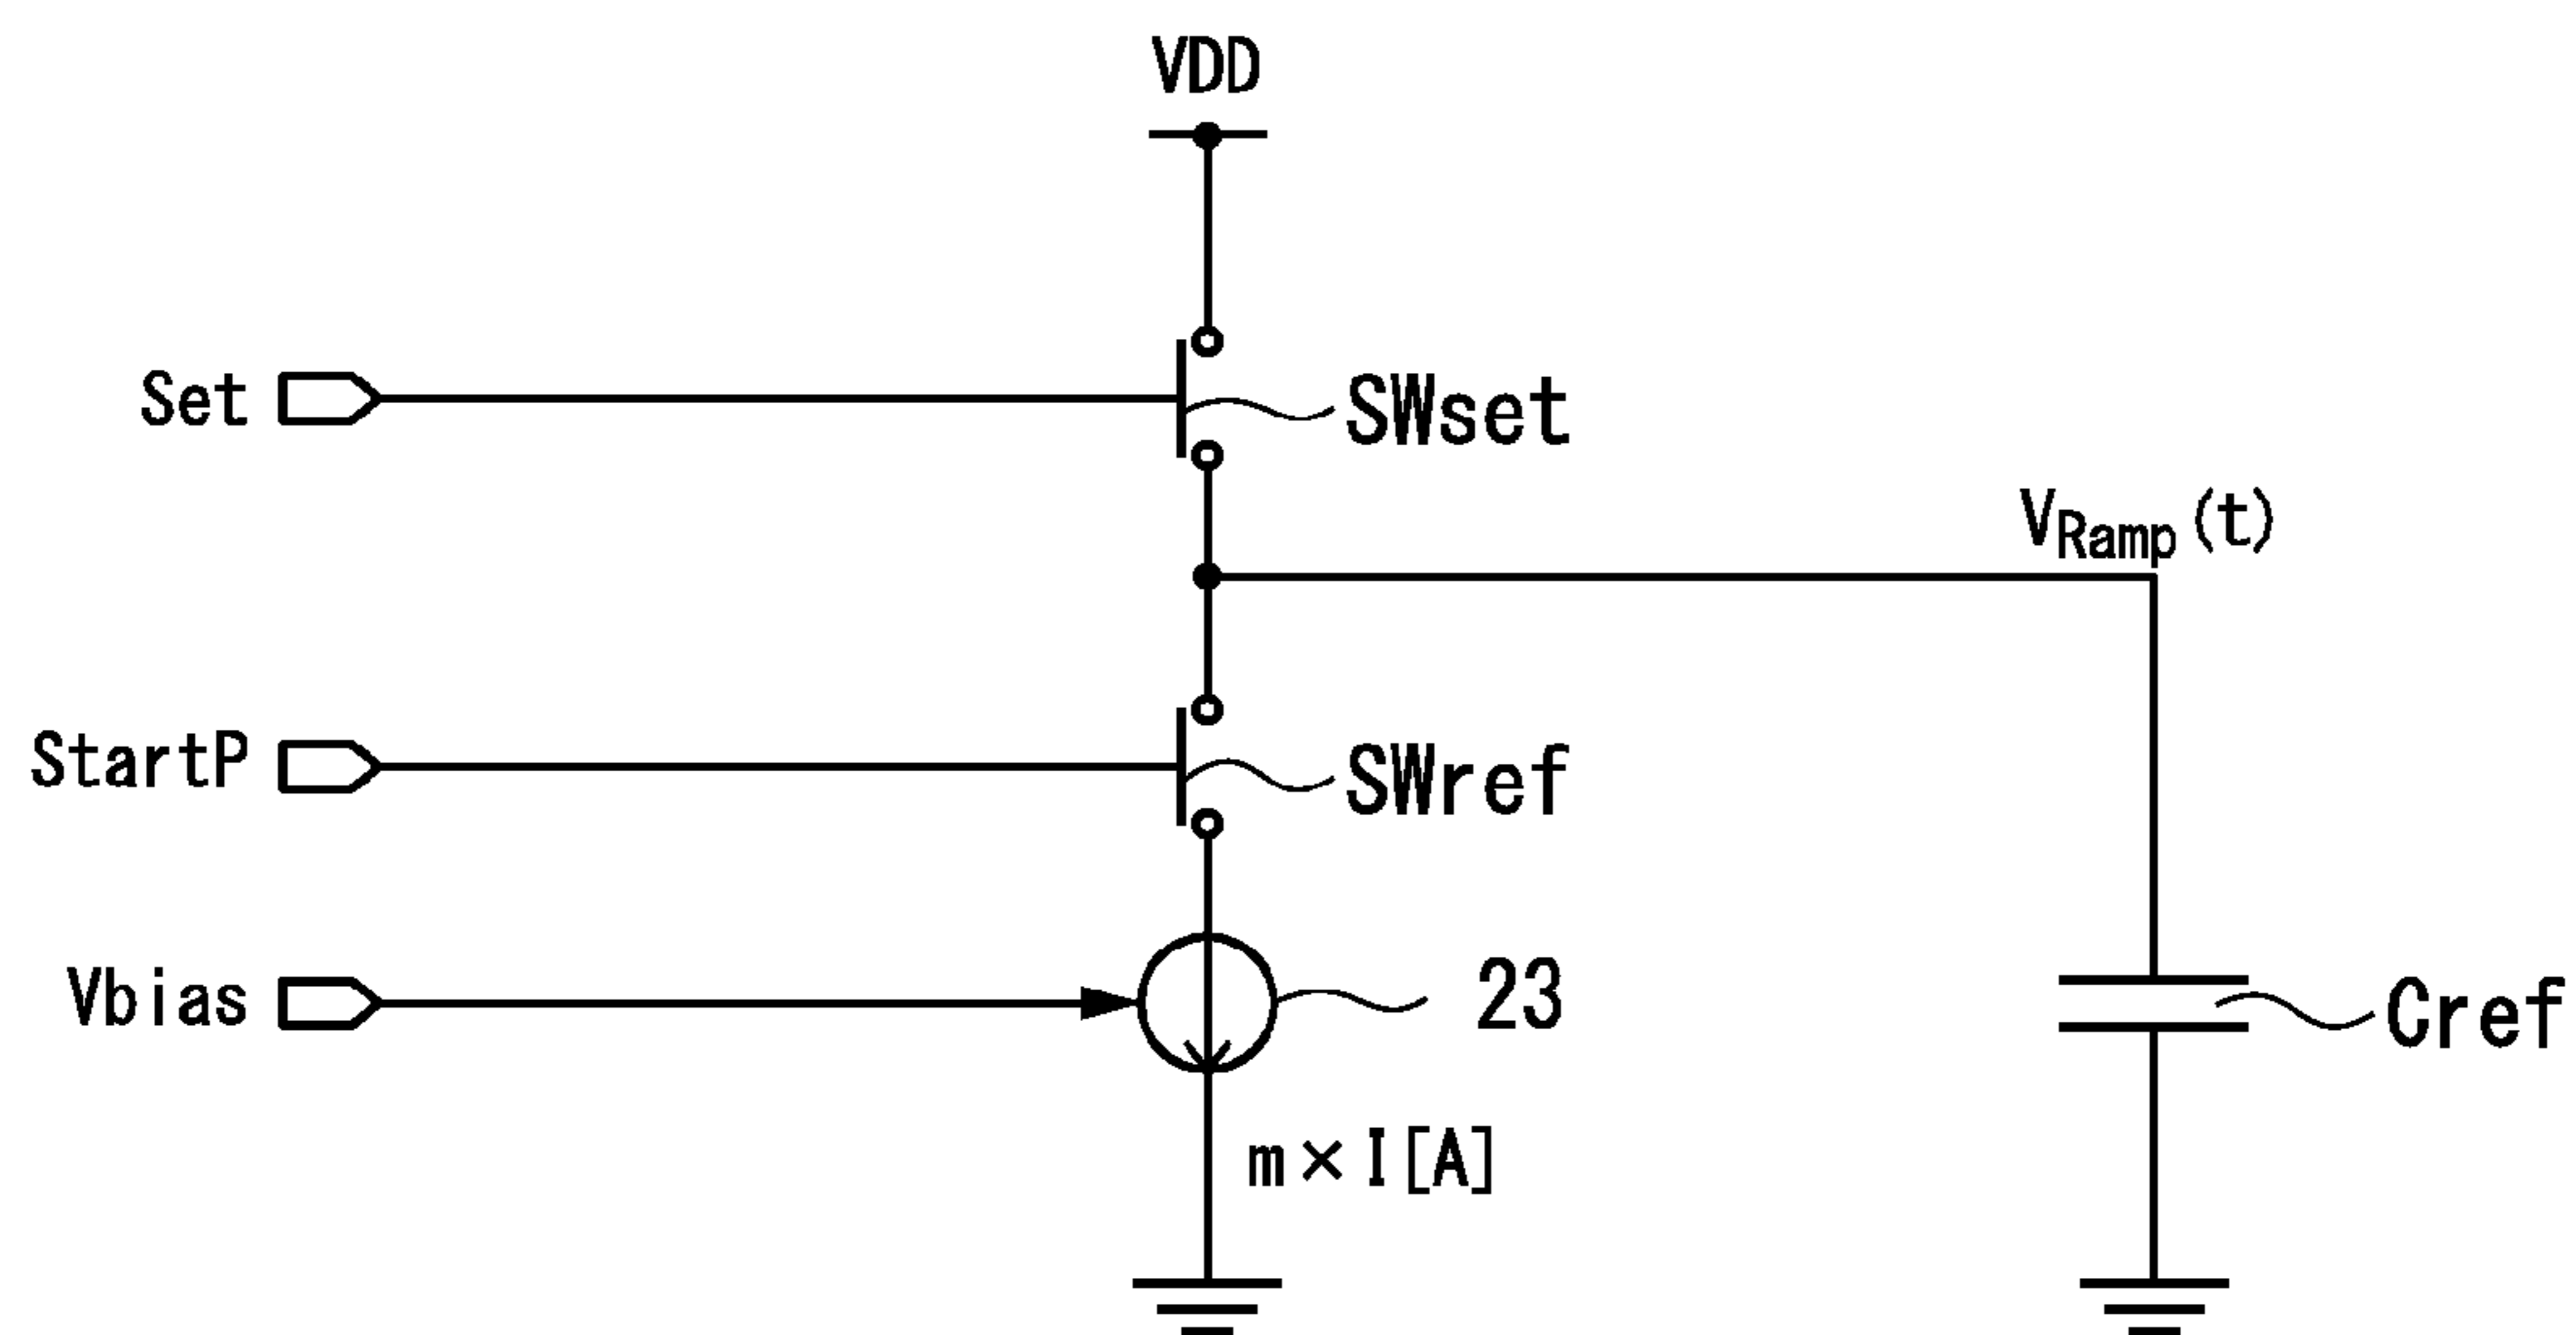 VDD
Set
SWset
VRamp(t)
StartP
SWref
Vbias
23
Cref
m×I[A]